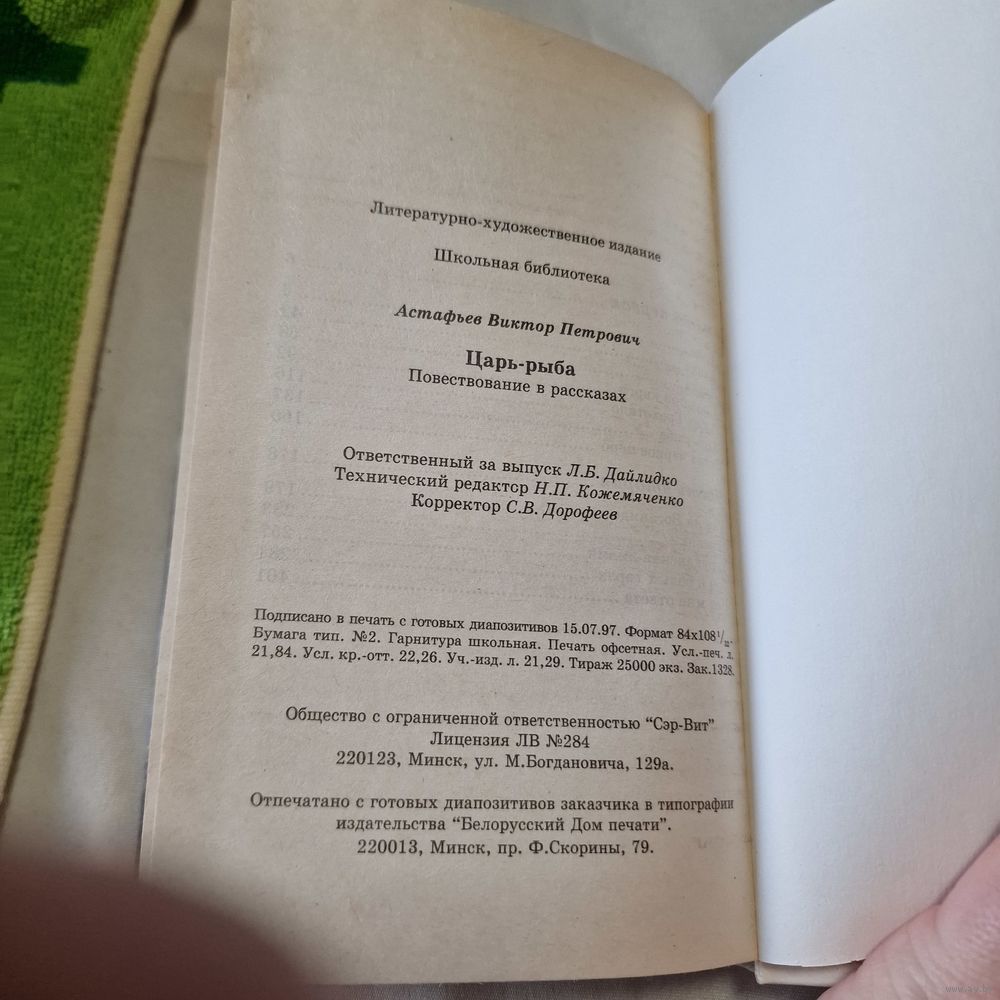 Литературно-художественное издание
Школьная библиотека
Астафьев Виктор Петрович
Царь-рыба
Повествование в рассказах
Ответственный за выпуск Л.Б. Дайлидко
Технический редактор Н.П. Кожемяченко
Корректор С.В. Дорофеев
Подписано в печать с готовых диапозитивов 15.07.97. Формат 84х108
Бумага тип. №2. Гарнитура школьная. Печать офсетная. Усл.-печ. л.
21,84. Усл. кр.-отт. 22,26. Уч.-изд. л. 21,29. Тираж 25000 экз. Зак.1328.
Общество с ограниченной ответственностью “Сэр-Вит”
Лицензия ЛВ №284
220123, Минск, ул. М.Богдановича, 129а.
Отпечатано с готовых диапозитивов заказчика в типографии
издательства “Белорусский Дом печати”.
220013, Минск, пр. Ф.Скорины, 79.